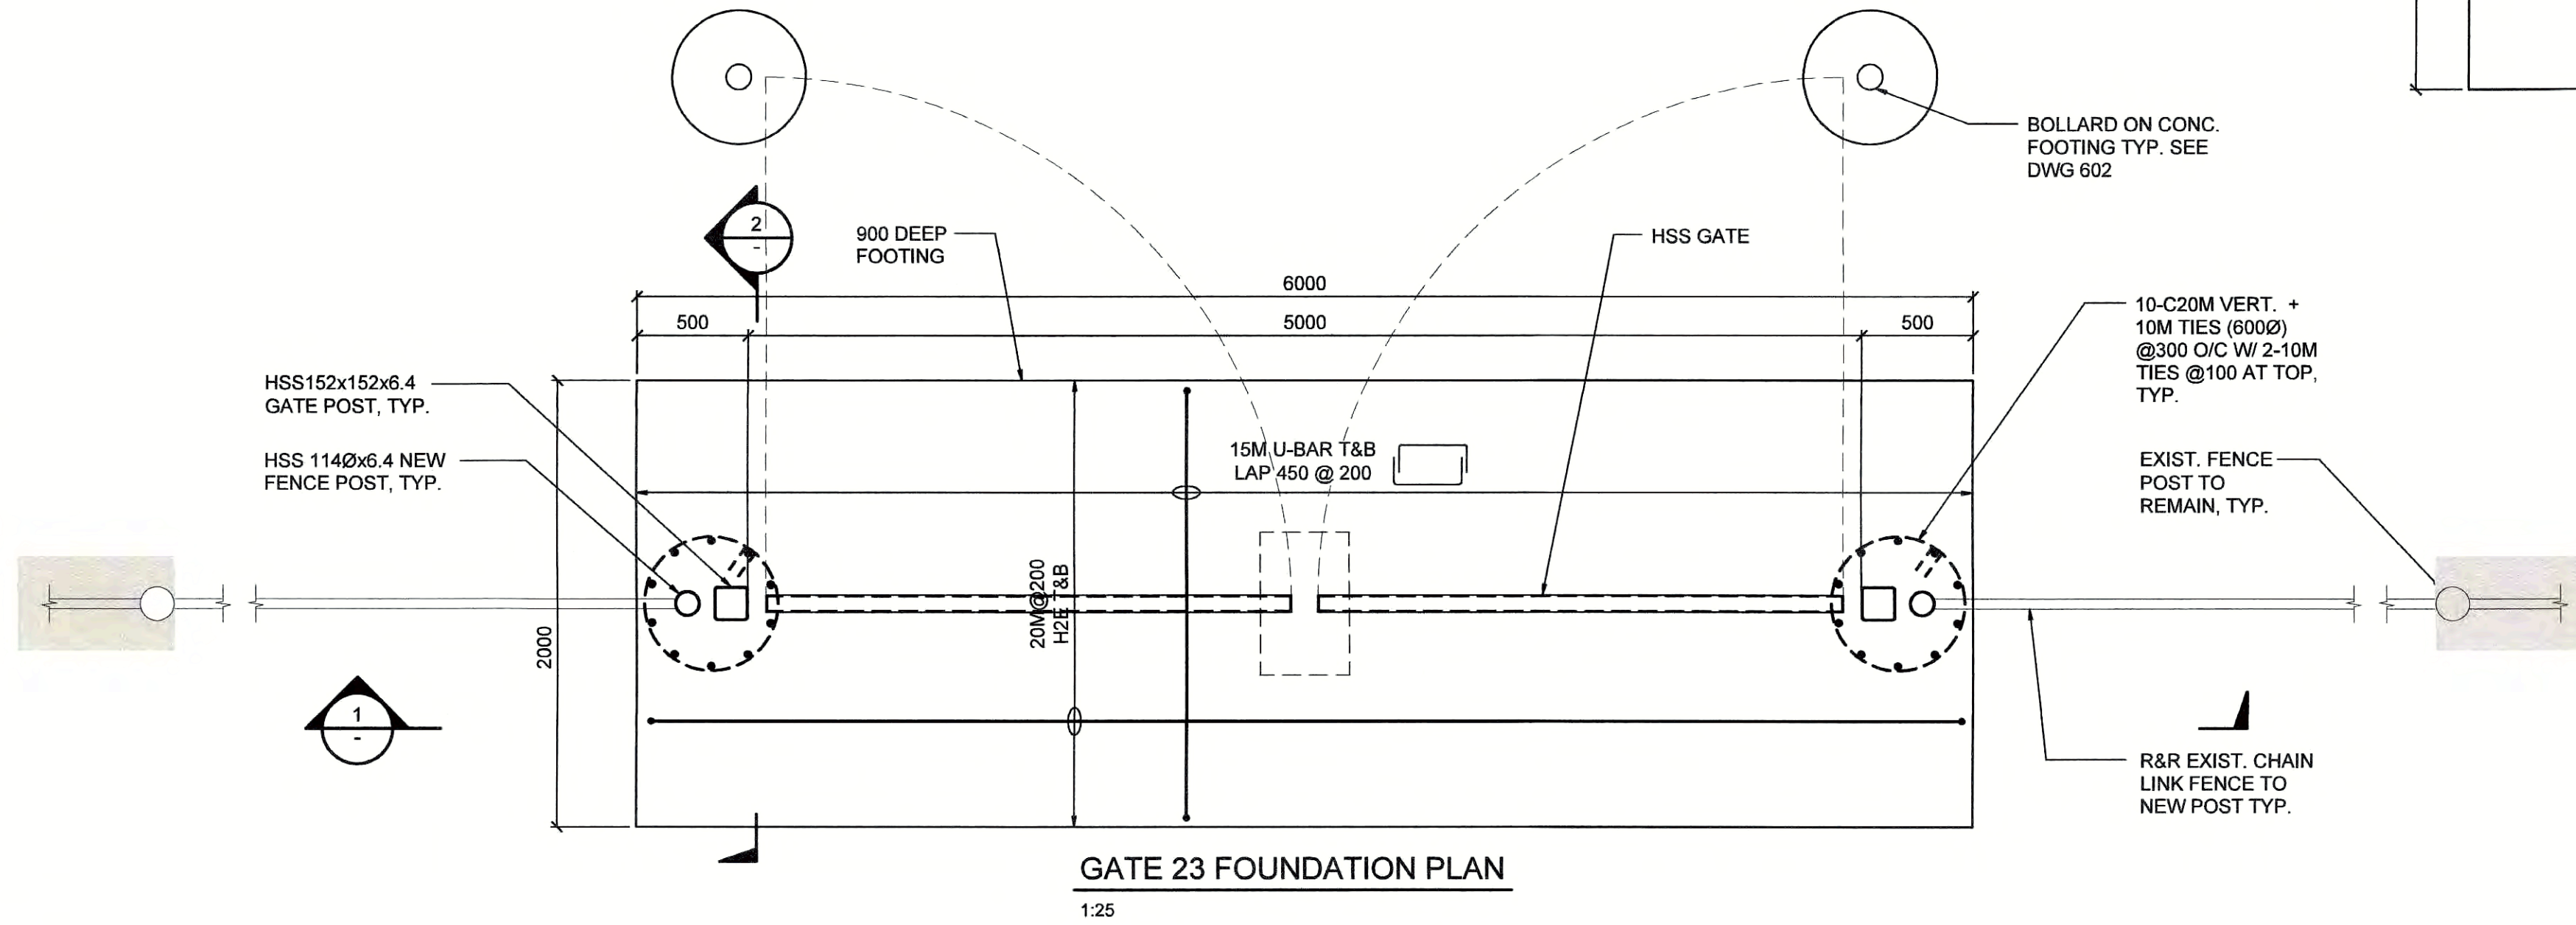 BOLLARD ON CONC.
FOOTING TYP. SEE
DWG 602
2
-
900 DEEP
FOOTING
HSS GATE
6000
500
5000
500
10-C20M VERT. +
10M TIES (600Ø)
@300 O/C W/ 2-10M
TIES @100 AT TOP,
TYP.
HSS152x152x6.4
GATE POST, TYP.
HSS 114Øx6.4 NEW
FENCE POST, TYP.
15M U-BAR T&B
LAP 450 @ 200
EXIST. FENCE
POST TO
REMAIN, TYP.
2000
20M@200
H2E T&B
1
-
R&R EXIST. CHAIN
LINK FENCE TO
NEW POST TYP.
GATE 23 FOUNDATION PLAN
1:25